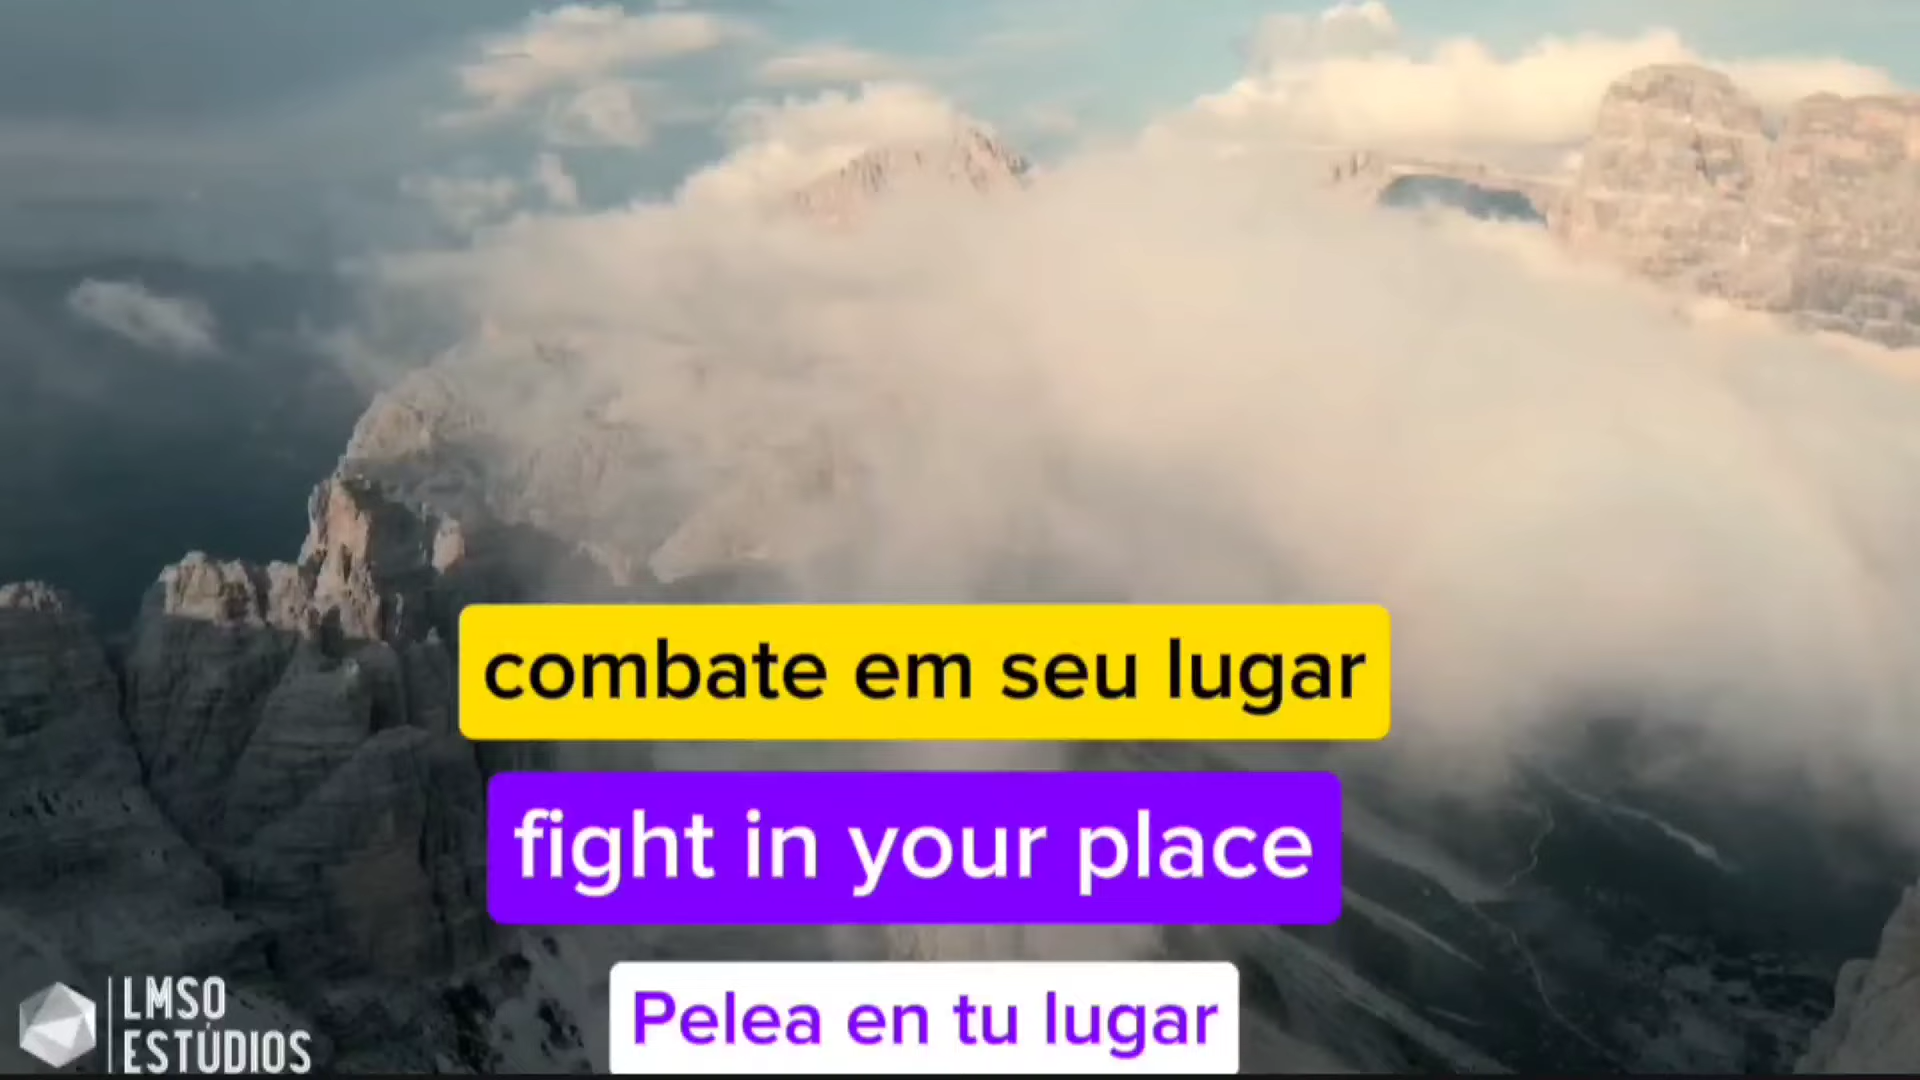 combate em seu lugar
fight in your place
Pelea en tu lugar
LMSO
ESTÚDIOS